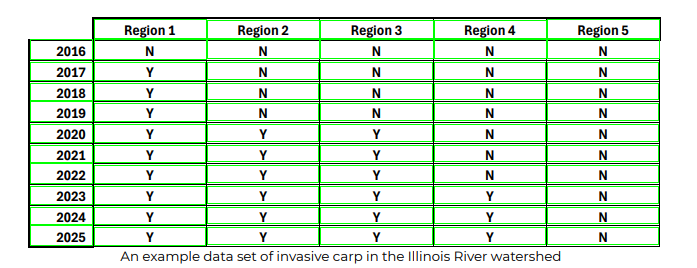 Region 1 Region 2 Region 3 Region 4 Region 5
2016 N N N N N
2017 Y N N N N
2018 Y N N N N
2019 Y N N N N
2020 Y Y Y N N
2021 Y Y Y N N
2022 Y Y Y N N
2023 Y Y Y Y N
2024 Y Y Y Y N
2025 Y Y Y Y N
An example data set of invasive carp in the Illinois River watershed